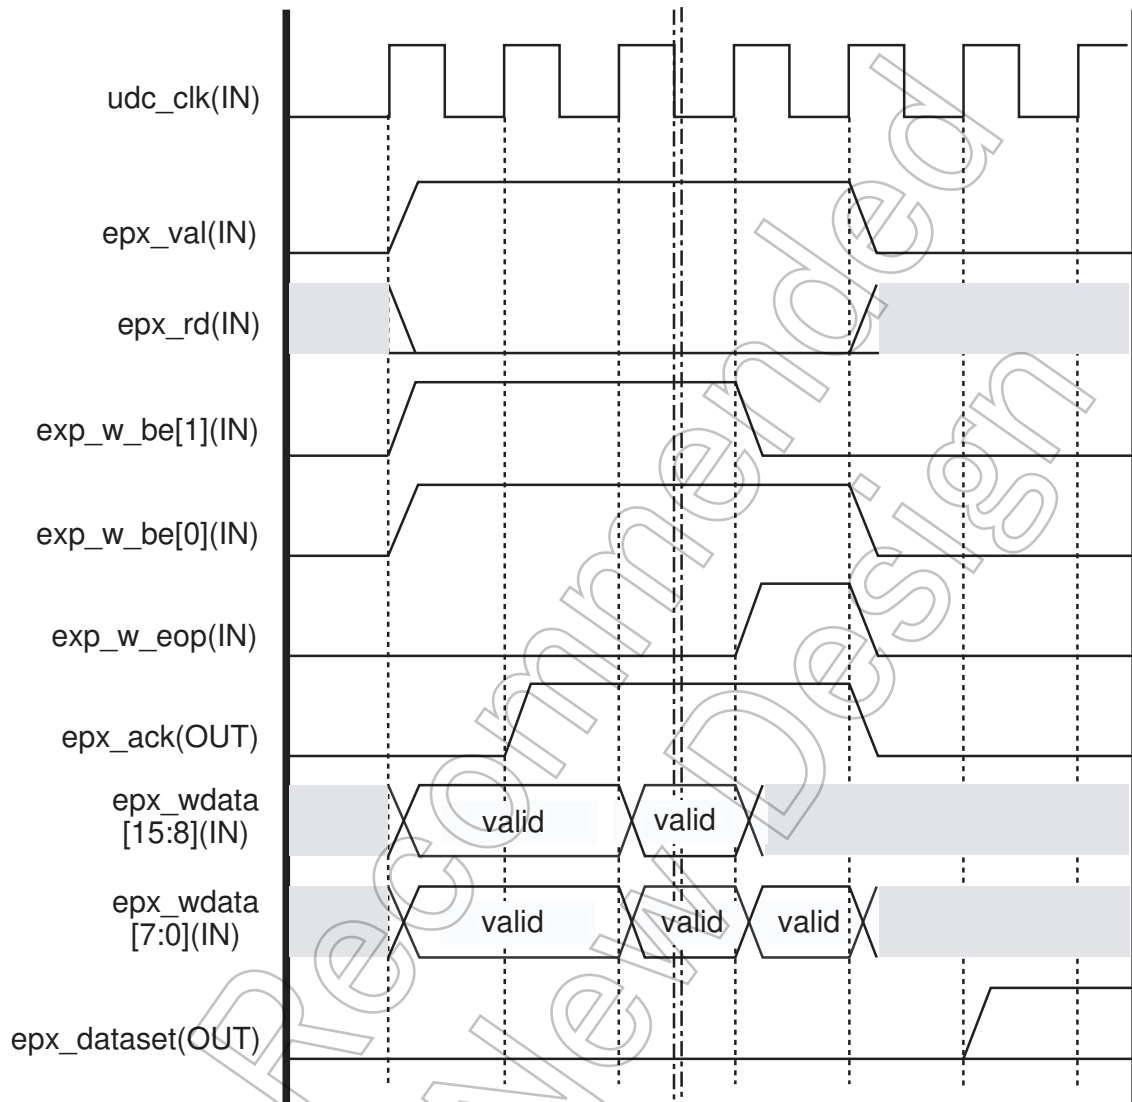 udc_clk(IN)
epx_val(IN)
epx_rd(IN)
exp_w_be[1](IN)
exp_w_be[0](IN)
exp_w_eop(IN)
epx_ack(OUT)
epx_wdata
[15:8](IN)
valid valid
epx_wdata
[7:0](IN)
valid valid valid
epx_dataset(OUT)
Recommended
New Design